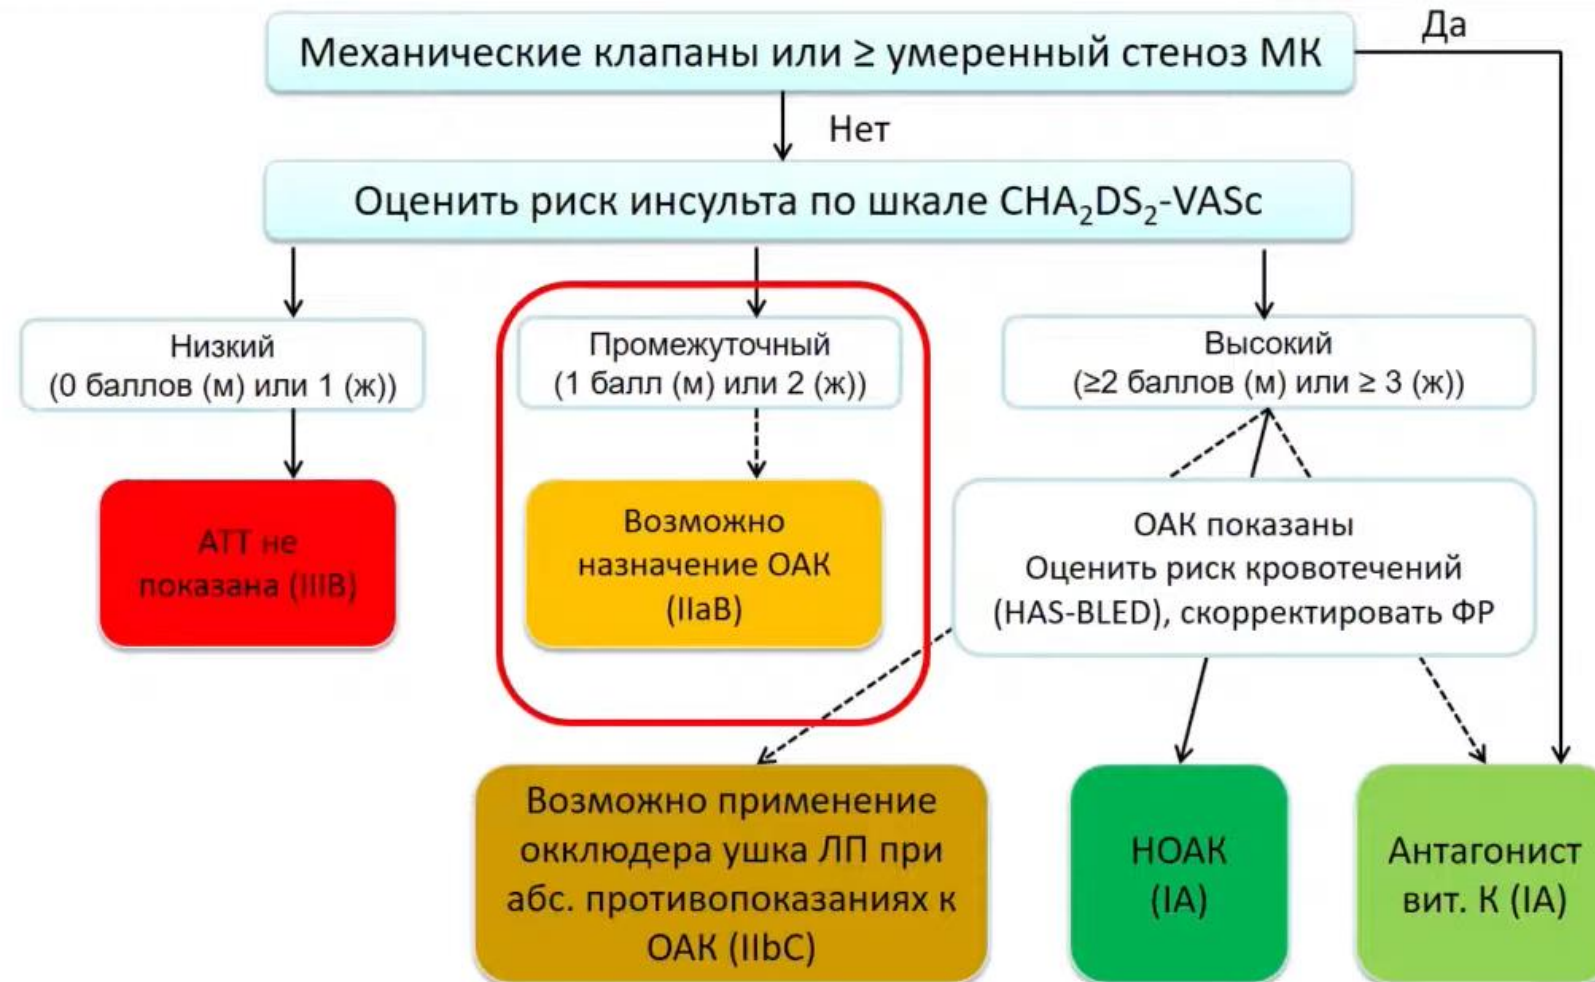 Механические клапаны или ≥ умеренный стеноз МК
Да
Нет
Оценить риск инсульта по шкале CHA₂DS₂-VASc
Низкий
(0 баллов (м) или 1 (ж))
Промежуточный
(1 балл (м) или 2 (ж))
Высокий
(≥2 баллов (м) или ≥ 3 (ж))
АТТ не
показана (IIIB)
Возможно
назначение ОАК
(IIaB)
ОАК показаны
Оценить риск кровотечений
(HAS-BLED), скорректировать ФР
Возможно применение
окклюдера ушка ЛП при
абс. противопоказаниях к
ОАК (IIbC)
НОАК
(IA)
Антагонист
вит. К (IA)